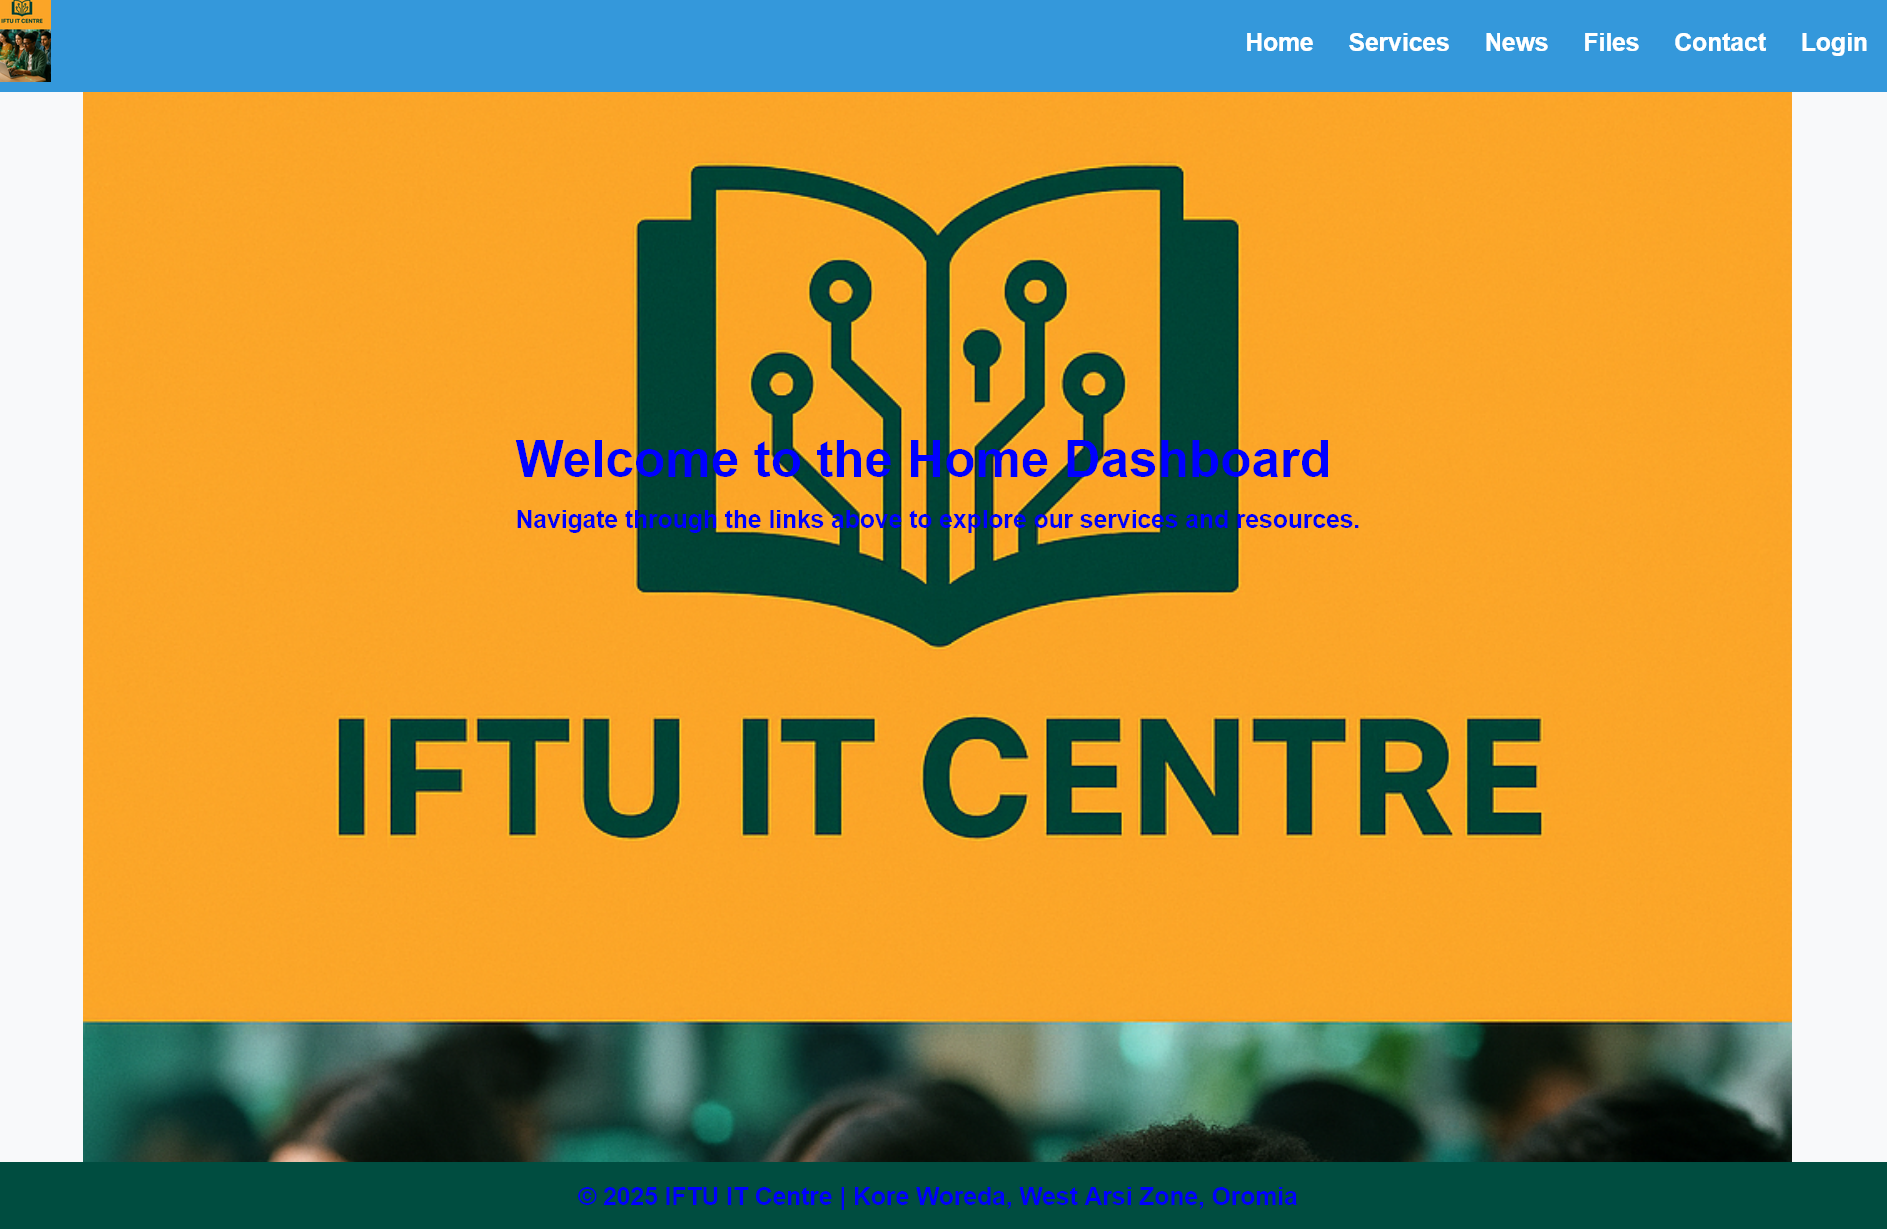 IFTU IT CENTRE
Home Services News Files Contact Login
Welcome to the Home Dashboard
Navigate through the links above to explore our services and resources.
IFTU IT CENTRE
© 2025 IFTU IT Centre | Kore Woreda, West Arsi Zone, Oromia